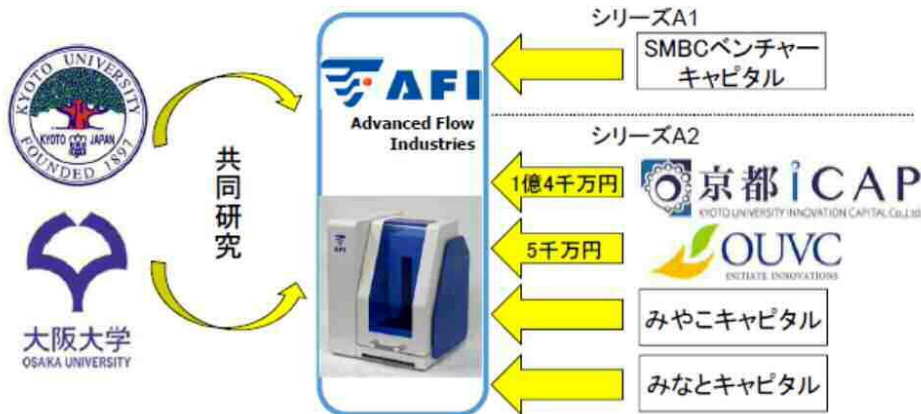 KYOTO UNIVERSITY
KYOTO JAPAN
FOUNDED 1897
大阪大学
OSAKA UNIVERSITY
共同研究
AFI
Advanced Flow
Industries
AFI
シリーズA1
SMBCベンチャー
キャピタル
シリーズA2
1億4千万円
京都iCAP
KYOTO UNIVERSITY INNOVATION CAPITAL Co.,Ltd
5千万円
OUVC
INITIATE INNOVATIONS
みやこキャピタル
みなとキャピタル